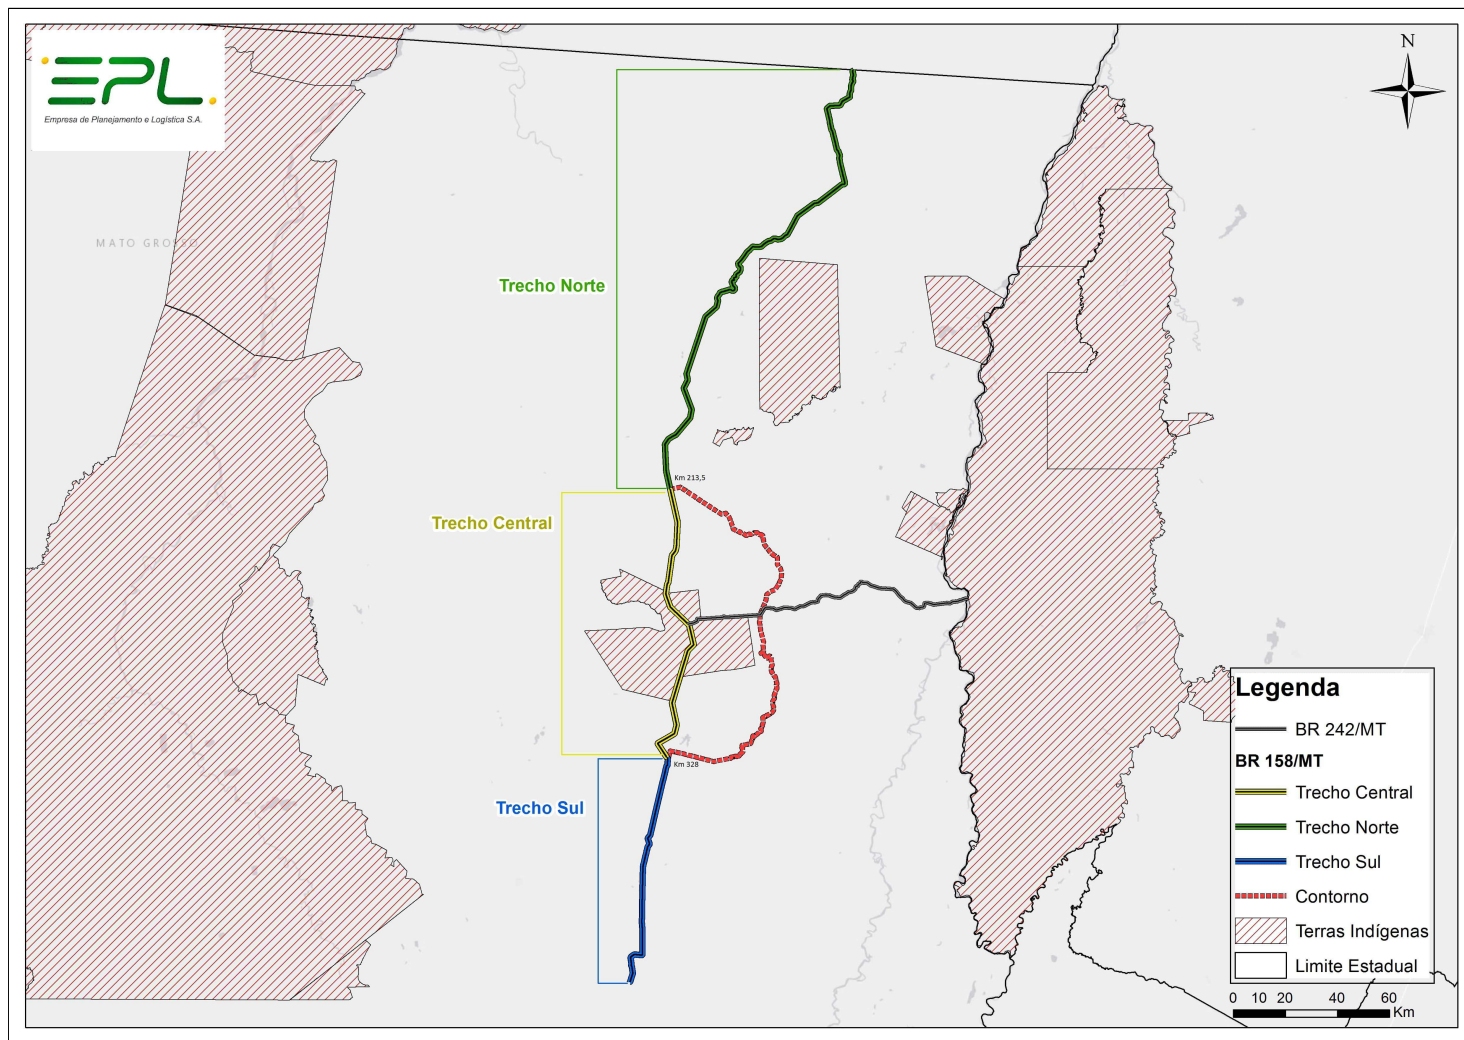 EPL.
Empresa de Planejamento e Logística S.A.
N
MATO GROSSO
Trecho Norte
Km 213,5
Trecho Central
Km 328
Trecho Sul
Legenda
BR 242/MT
BR 158/MT
Trecho Central
Trecho Norte
Trecho Sul
Contorno
Terras Indígenas
Limite Estadual
0 10 20 40 60
Km